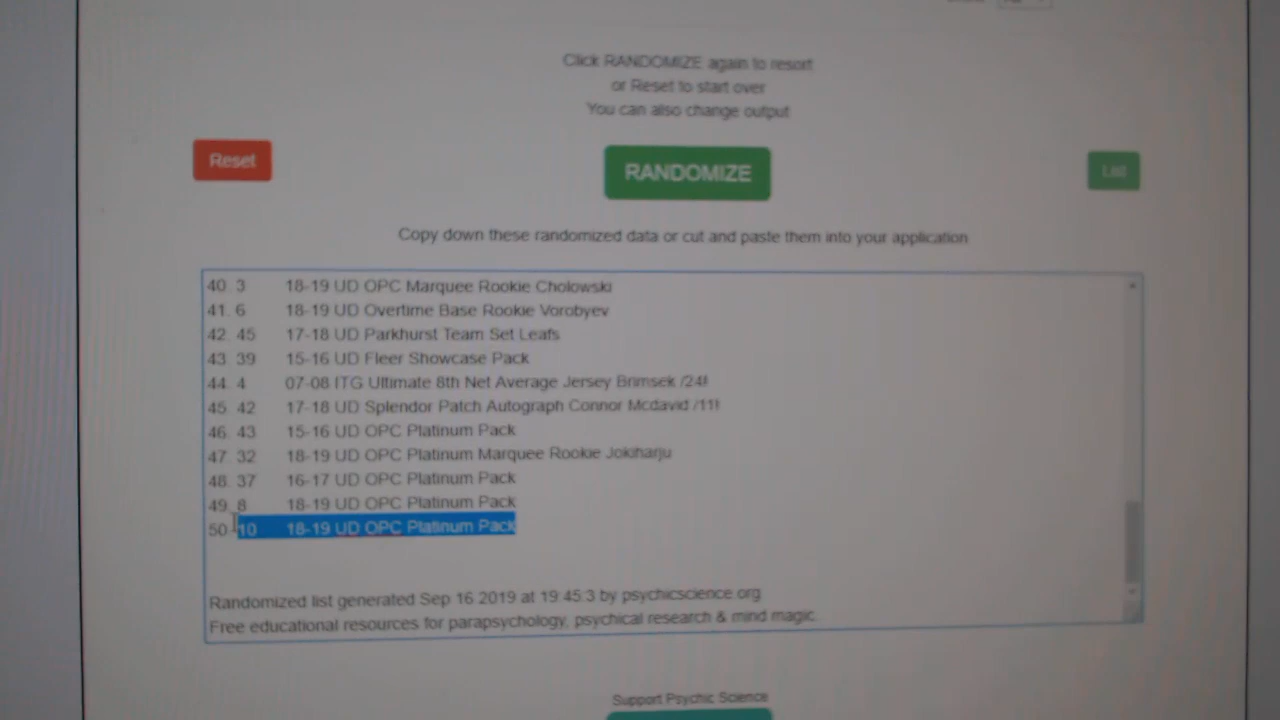 Click RANDOMIZE again to resort
or Reset to start over
You can also change output
Reset
RANDOMIZE
List
Copy down these randomized data or cut and paste them into your application
40. 3 18-19 UD OPC Marquee Rookie Cholowski
41. 6 18-19 UD Overtime Base Rookie Vorobyev
42. 45 17-18 UD Parkhurst Team Set Leafs
43. 39 15-16 UD Fleer Showcase Pack
44. 4 07-08 ITG Ultimate 8th Net Average Jersey Brimsek
45. 42 17-18 UD Splendor Patch Autograph Connor Mcdavid
46. 43 15-16 UD OPC Platinum Pack
47. 32 18-19 UD OPC Platinum Marquee Rookie Jokiharju
48. 37 16-17 UD OPC Platinum Pack
49. 8 18-19 UD OPC Platinum Pack
50. 10 18-19 UD OPC Platinum Pack
Randomized list generated Sep 16 2019 at 19:45:3 by psychicscience.org
Free educational resources for parapsychology, psychical research & mind magic.
Support Psychic Science